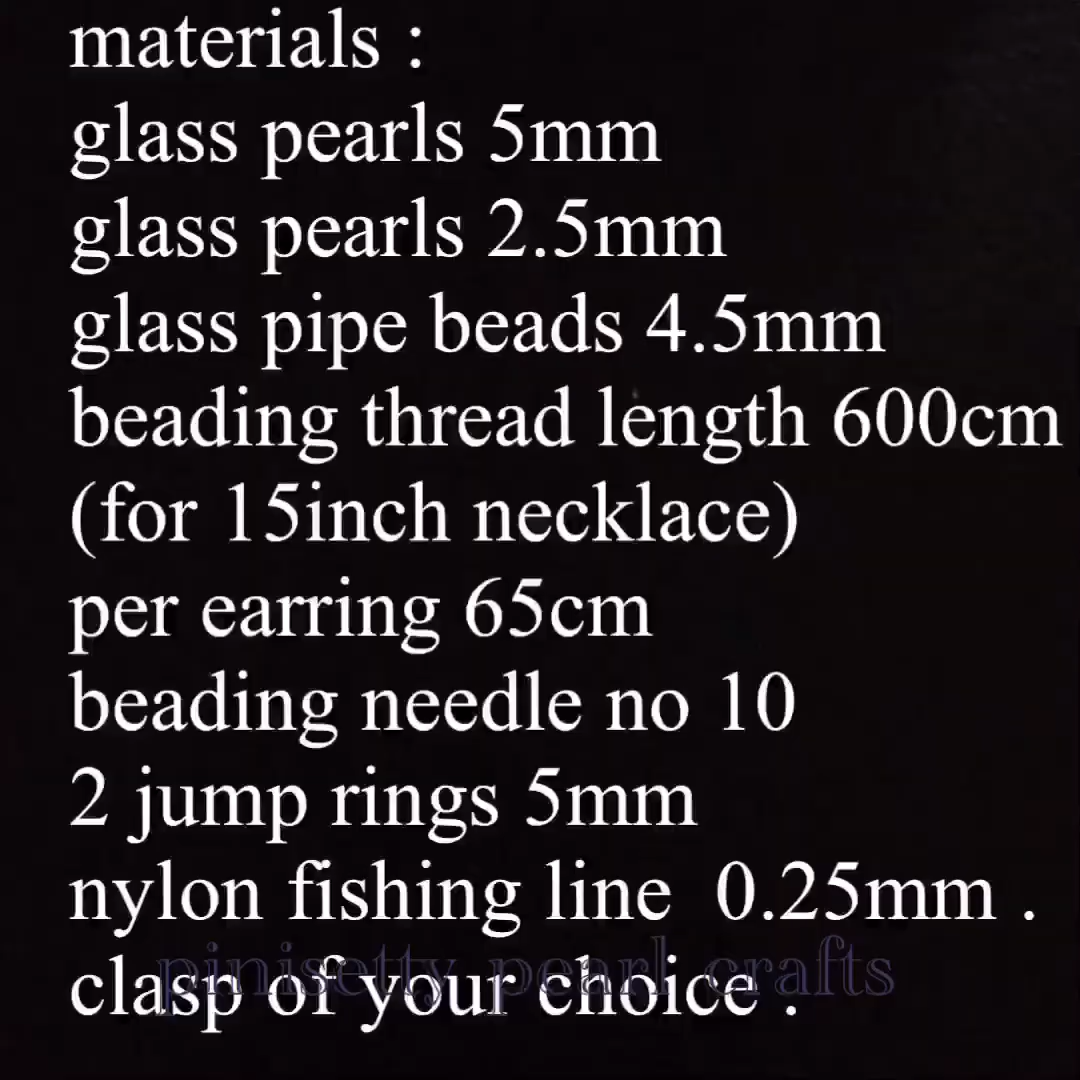 materials :
glass pearls 5mm
glass pearls 2.5mm
glass pipe beads 4.5mm
beading thread length 600cm
(for 15inch necklace)
per earring 65cm
beading needle no 10
2 jump rings 5mm
nylon fishing line  0.25mm .
clasp of your choice .
pinisetty pearl crafts